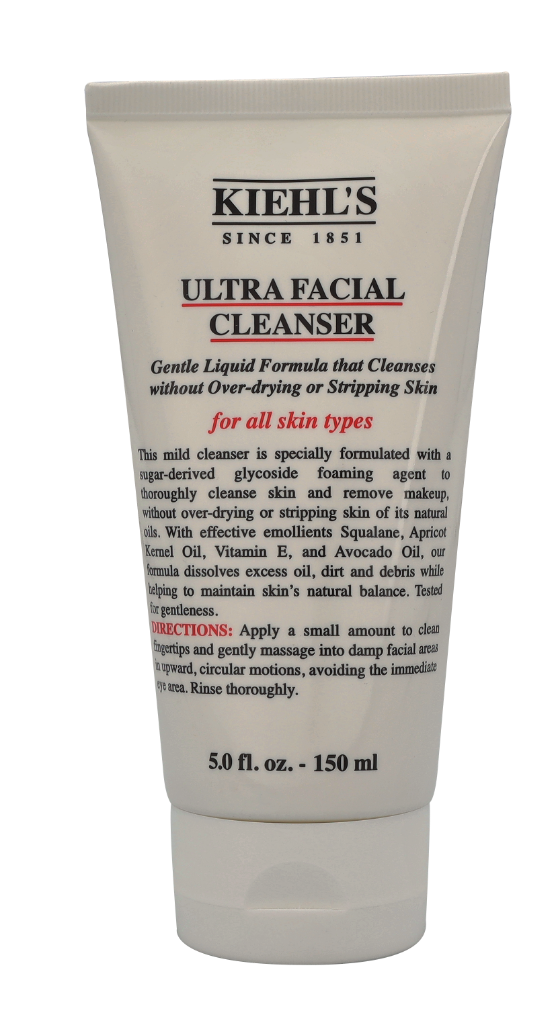 KIEHL'S
SINCE 1851
ULTRA FACIAL
CLEANSER
Gentle Liquid Formula that Cleanses
without Over-drying or Stripping Skin
for all skin types
This mild cleanser is specially formulated with a
sugar-derived glycoside foaming agent to
thoroughly cleanse skin and remove makeup,
without over-drying or stripping skin of its natural
oils. With effective emollients Squalane, Apricot
Kernel Oil, Vitamin E, and Avocado Oil, our
formula dissolves excess oil, dirt and debris while
helping to maintain skin's natural balance. Tested
for gentleness.
DIRECTIONS: Apply a small amount to clean
fingertips and gently massage into damp facial areas
in upward, circular motions, avoiding the immediate
eye area. Rinse thoroughly.
5.0 fl. oz. - 150 ml